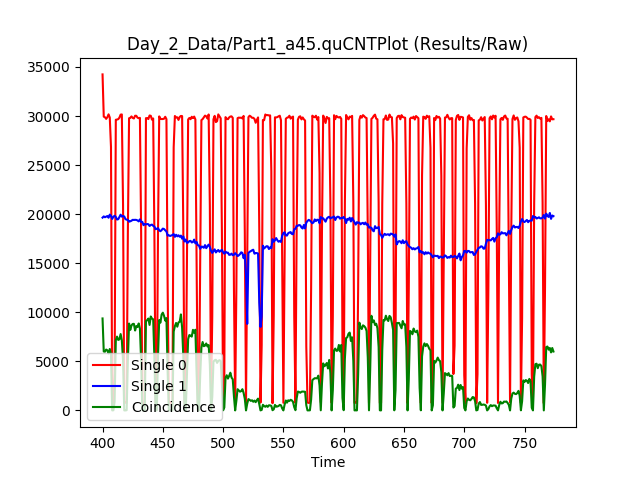 Day_2_Data/Part1_a45.quCNTPlot (Results/Raw)
35000
30000
25000
20000
15000
10000
5000
0
Single 0
Single 1
Coincidence
400 450 500 550 600 650 700 750
Time